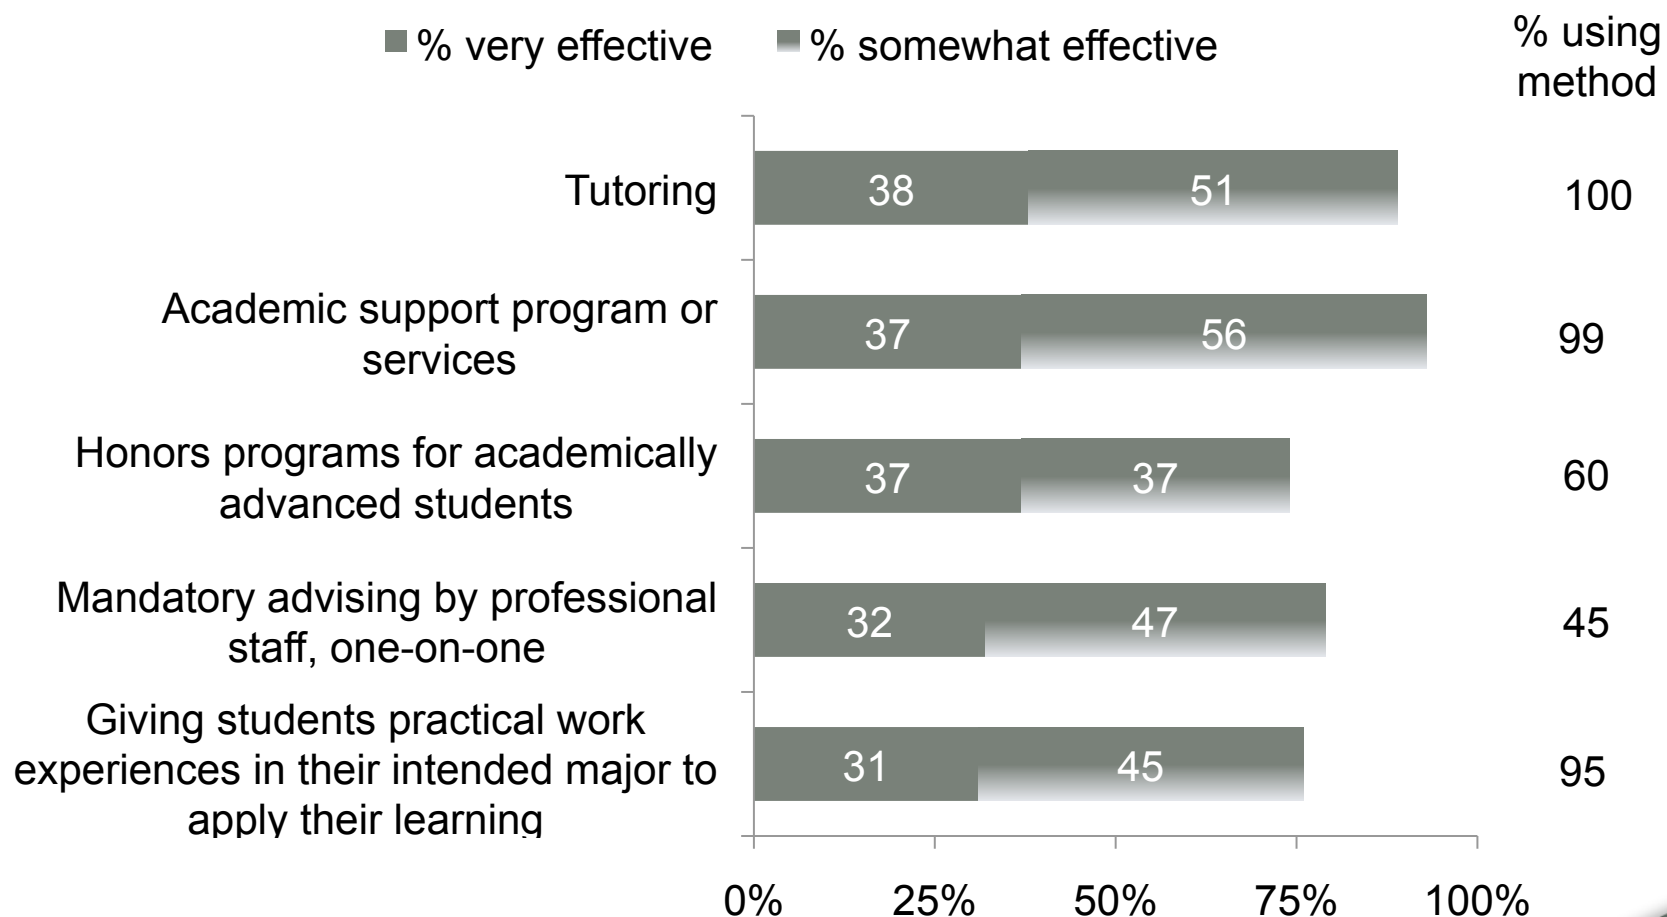 % very effective
% somewhat effective
% using
method
Tutoring
38
51
100
Academic support program or
services
37
56
99
Honors programs for academically
advanced students
37
37
60
Mandatory advising by professional
staff, one-on-one
32
47
45
Giving students practical work
experiences in their intended major to
apply their learning
31
45
95
0%
25%
50%
75%
100%